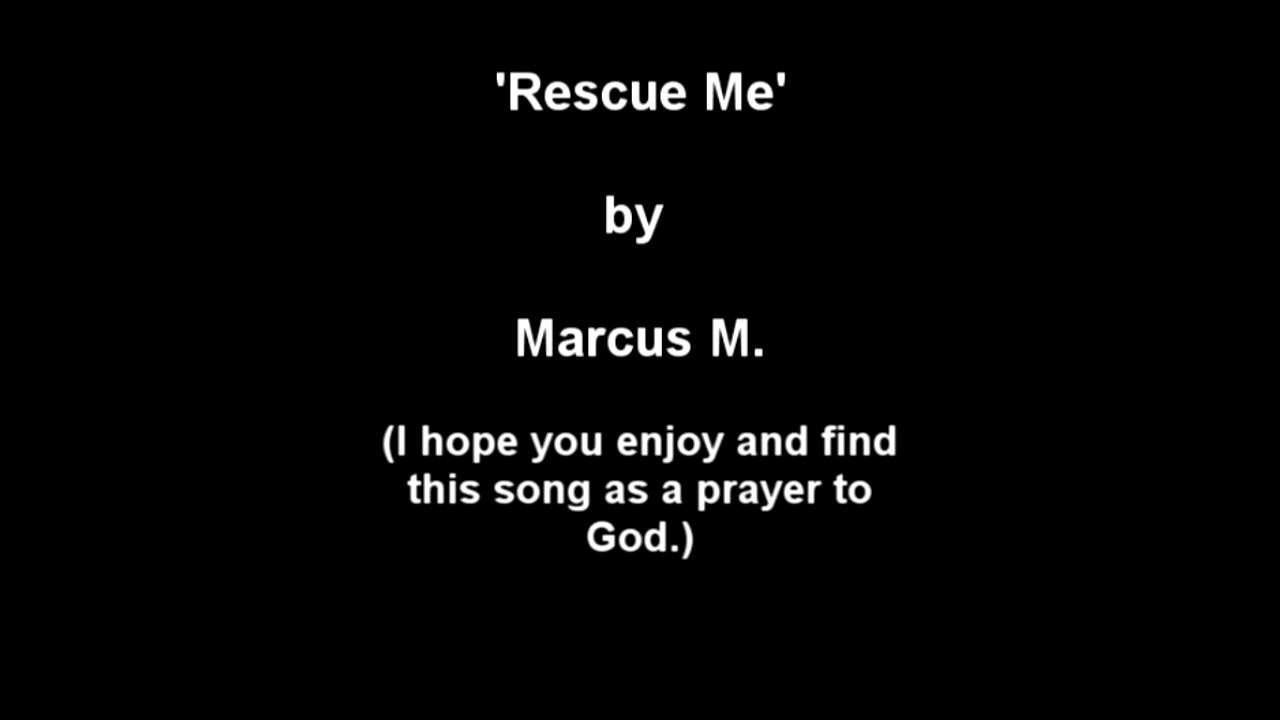 'Rescue Me'
by
Marcus M.
(I hope you enjoy and find
this song as a prayer to
God.)